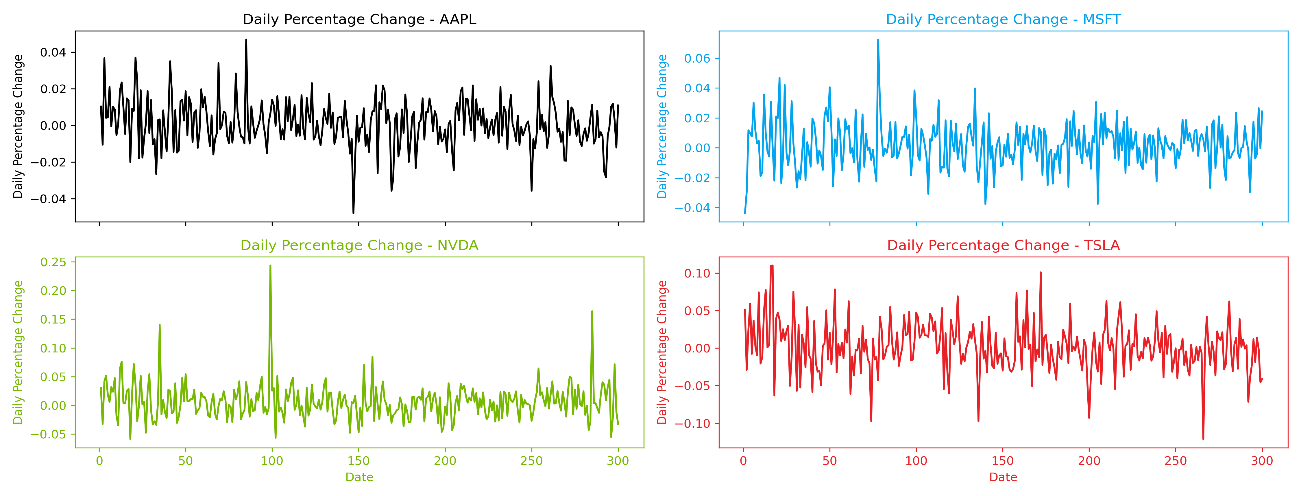 Daily Percentage Change - AAPL
Daily Percentage Change
0.04
0.02
0.00
−0.02
−0.04
Daily Percentage Change - MSFT
Daily Percentage Change
0.06
0.04
0.02
0.00
−0.02
−0.04
Daily Percentage Change - NVDA
Daily Percentage Change
0.25
0.20
0.15
0.10
0.05
0.00
−0.05
0 50 100 150 200 250 300
Date
Daily Percentage Change - TSLA
Daily Percentage Change
0.10
0.05
0.00
−0.05
−0.10
0 50 100 150 200 250 300
Date